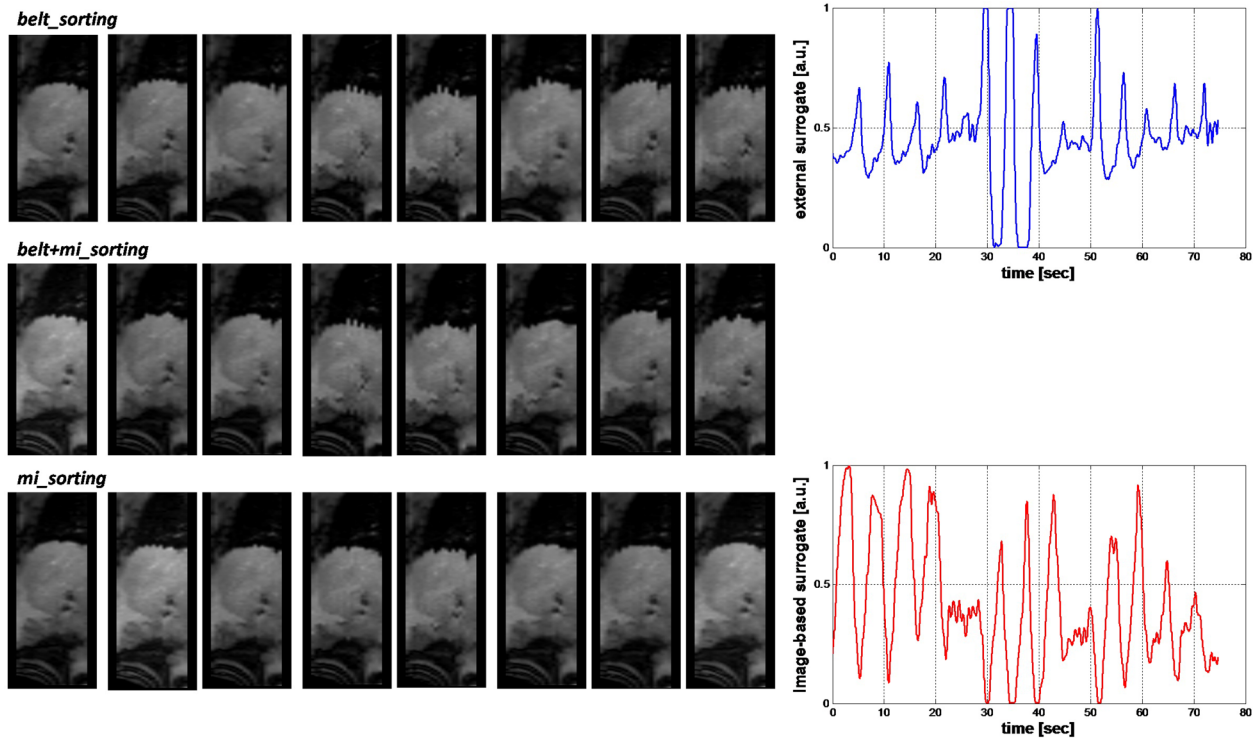 belt_sorting
1
0.5
0
external surrogate [a.u.]
0 10 20 30 40 50 60 70 80
time [sec]
belt+mi_sorting
mi_sorting
1
0.5
0
Image-based surrogate [a.u.]
0 10 20 30 40 50 60 70 80
time [sec]